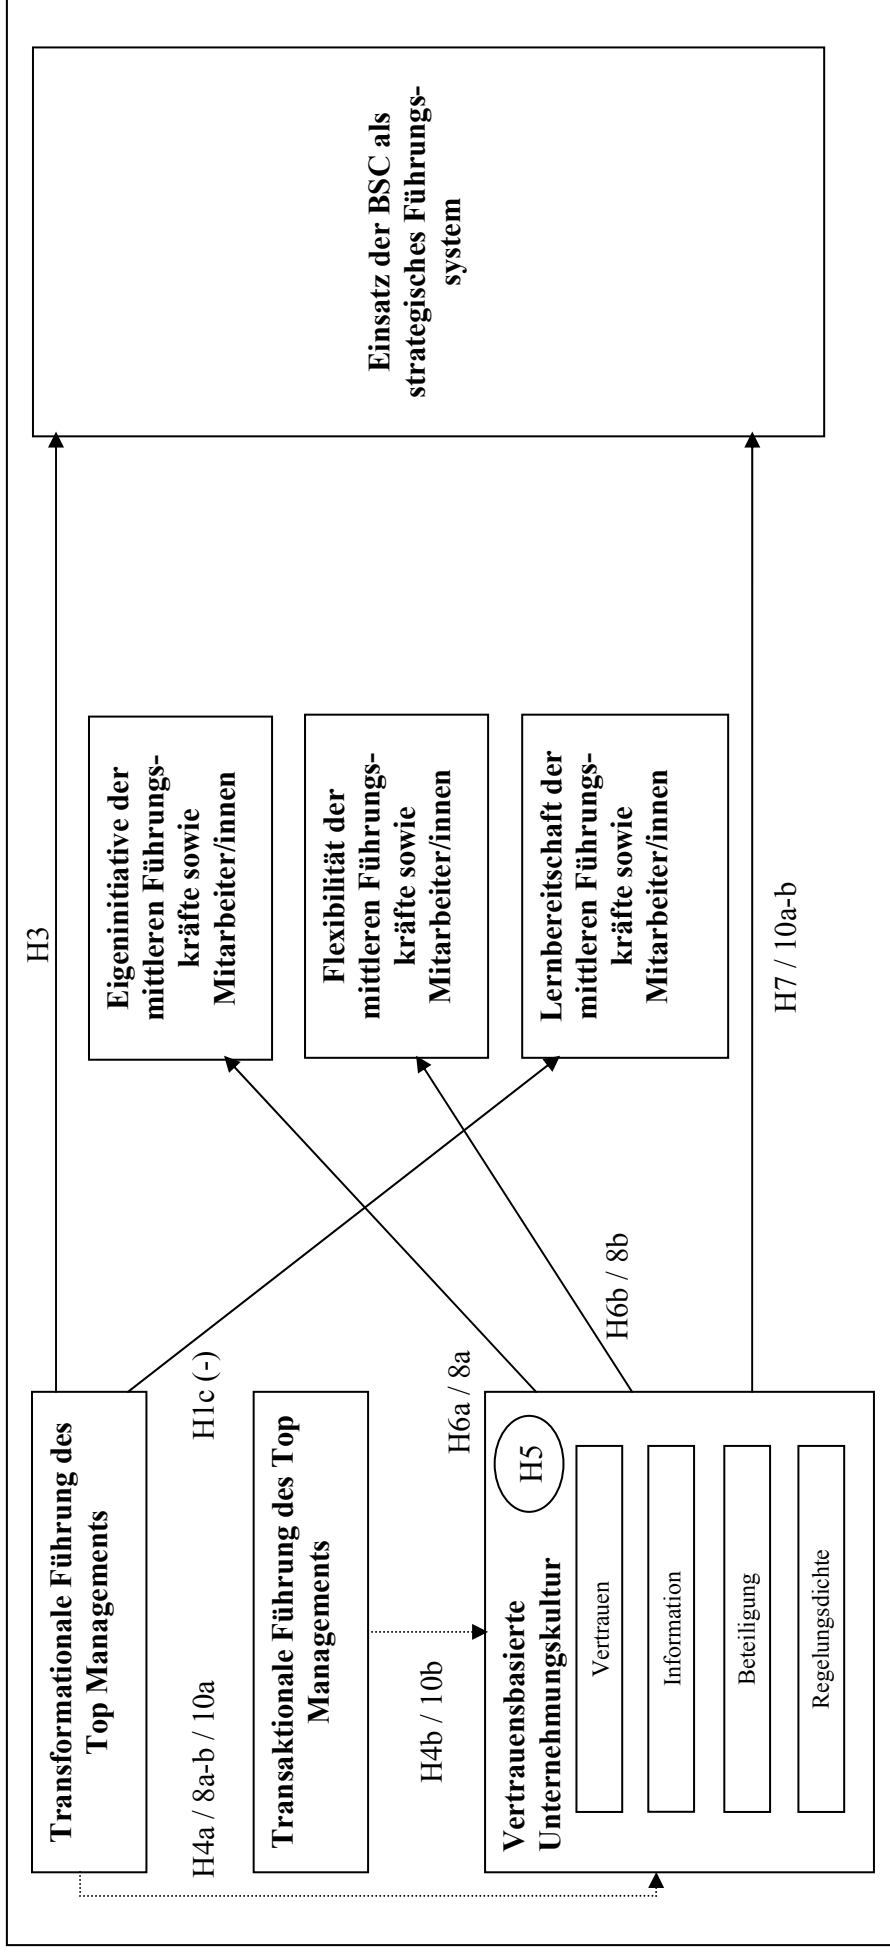 Transformationale Führung des
Top Managements
H4a / 8a-b / 10a
H1c (-)
H3
Transaktionale Führung des Top
Managements
H4b / 10b
H6a / 8a
Vertrauensbasierte
Unternehmungskultur
H5
Vertrauen
Information
Beteiligung
Regelungsdichte
H6b / 8b
H7 / 10a-b
Eigeninitiative der
mittleren Führungs-
kräfte sowie
Mitarbeiter/innen
Flexibilität der
mittleren Führungs-
kräfte sowie
Mitarbeiter/innen
Lernbereitschaft der
mittleren Führungs-
kräfte sowie
Mitarbeiter/innen
Einsatz der BSC als
strategisches Führungs-
system